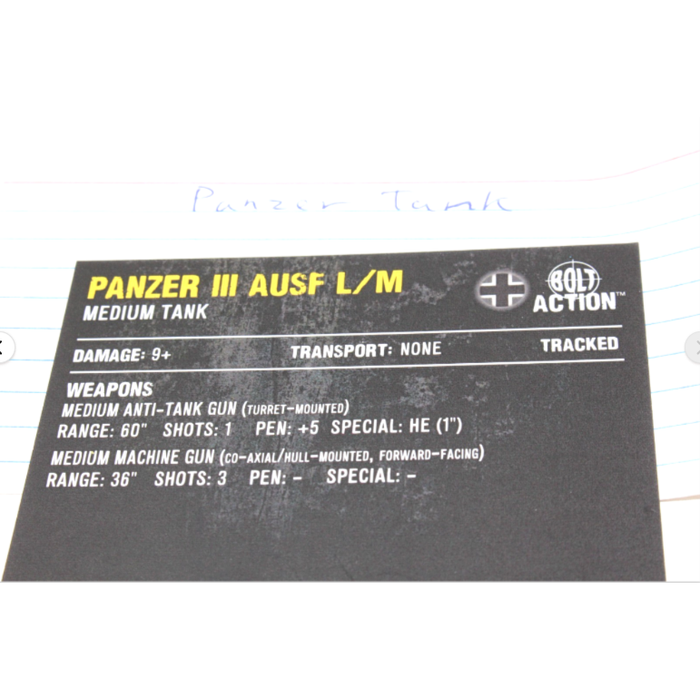 Panzer Tank
PANZER III AUSF L/M
MEDIUM TANK
BOLT
ACTION™
DAMAGE: 9+ TRANSPORT: NONE TRACKED
WEAPONS
MEDIUM ANTI-TANK GUN (TURRET-MOUNTED)
RANGE: 60" SHOTS: 1 PEN: +5 SPECIAL: HE (1")
MEDIUM MACHINE GUN (CO-AXIAL/HULL-MOUNTED, FORWARD-FACING)
RANGE: 36" SHOTS: 3 PEN: – SPECIAL: –